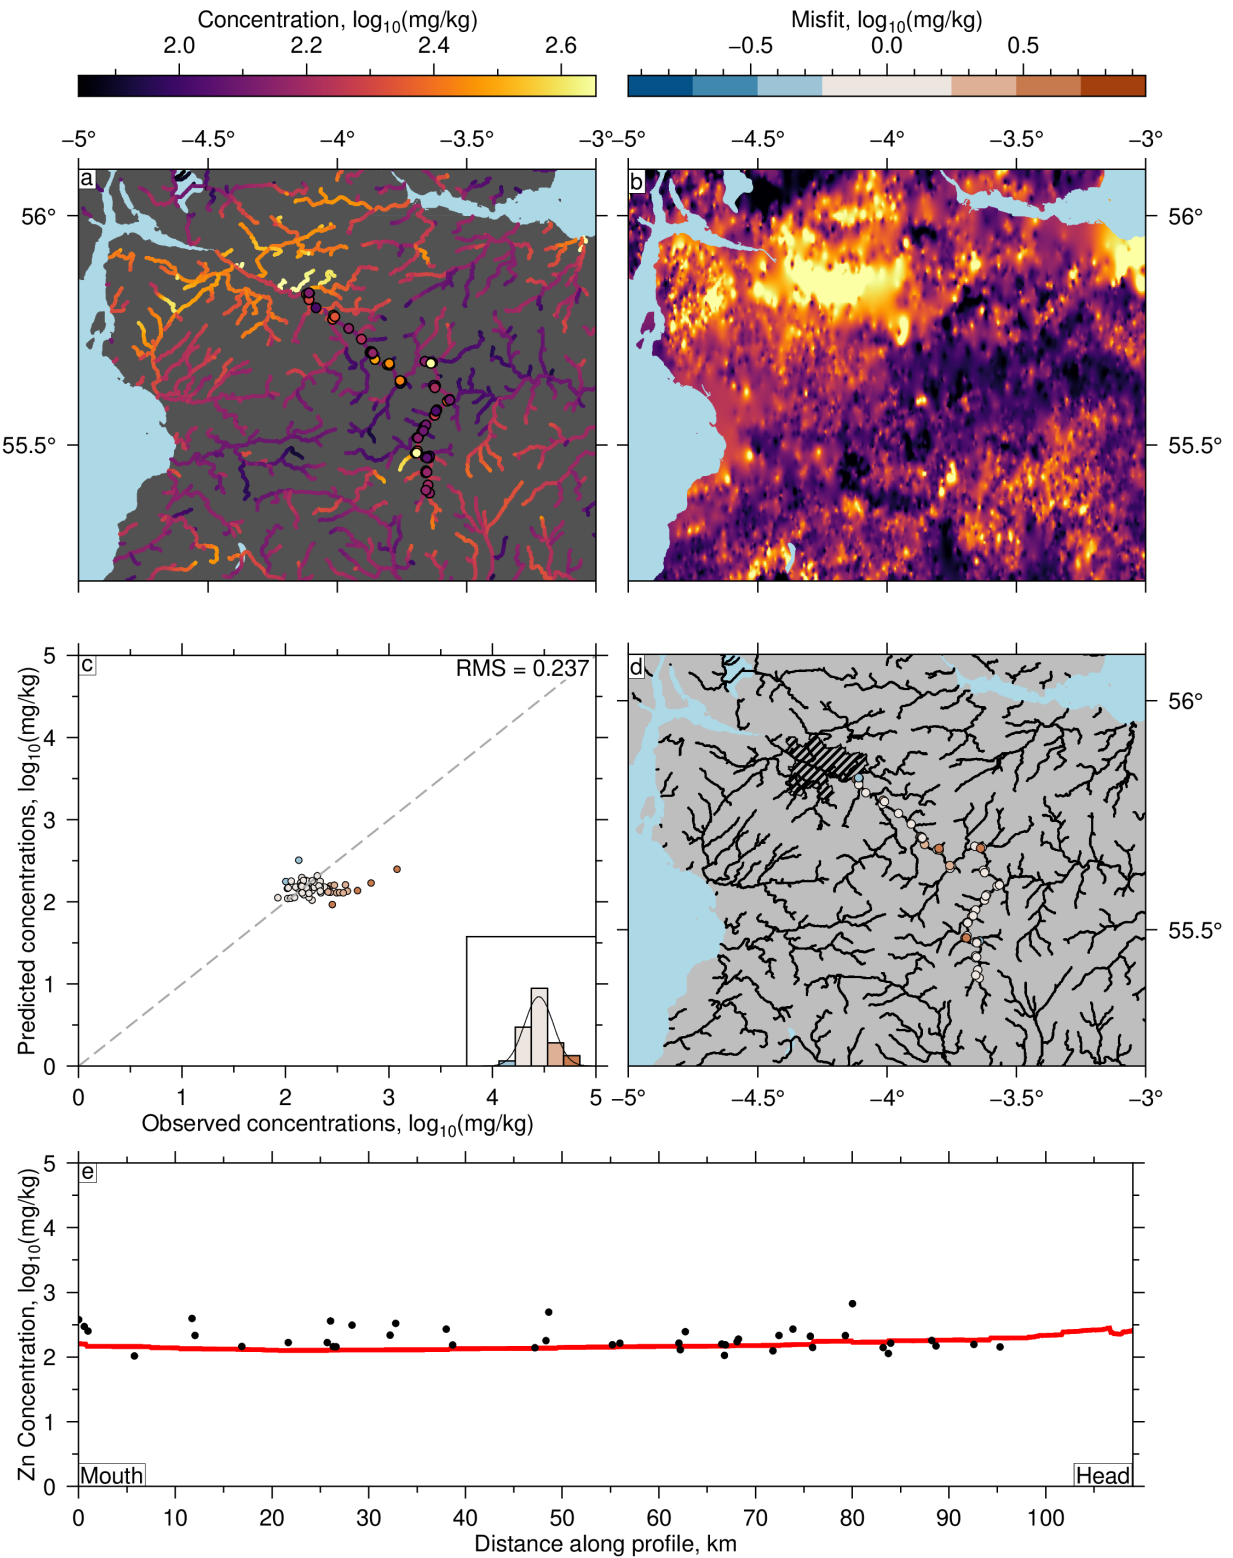 Concentration, log10(mg/kg)
2.0 2.2 2.4 2.6
Misfit, log10(mg/kg)
−0.5 0.0 0.5
−5° −4.5° −4° −3.5° −3°
−5° −4.5° −4° −3.5° −3°
a
56°
55.5°
b
56°
55.5°
c
RMS = 0.237
Predicted concentrations, log10(mg/kg)
5
4
3
2
1
0
0 1 2 3 4 5
Observed concentrations, log10(mg/kg)
d
56°
55.5°
−5° −4.5° −4° −3.5° −3°
e
Zn Concentration, log10(mg/kg)
5
4
3
2
1
0
Mouth
Head
0 10 20 30 40 50 60 70 80 90 100
Distance along profile, km